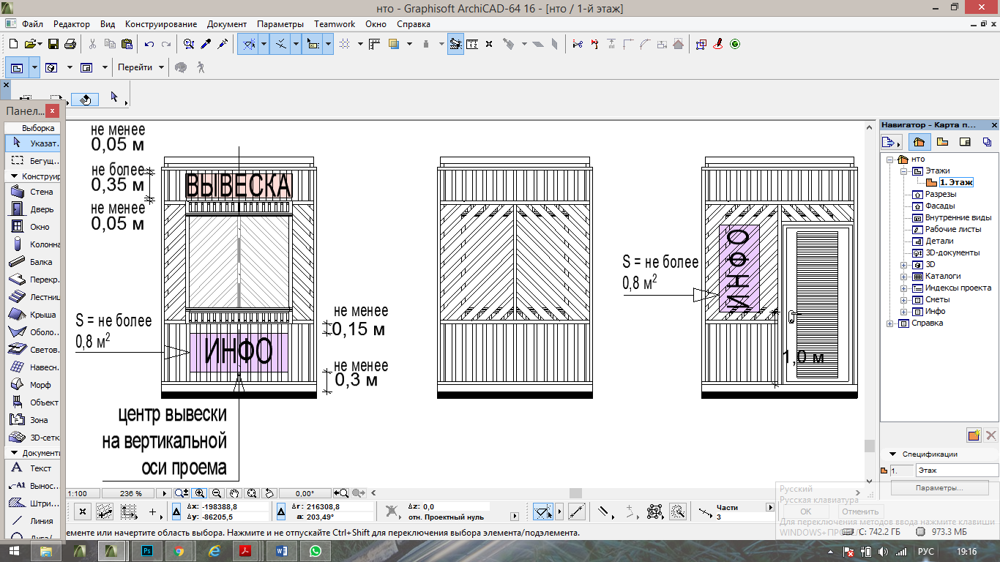 нто - Graphisoft ArchiCAD-64 16 - [нто / 1-й этаж]
Файл Редактор Вид Конструирование Документ Параметры Teamwork Окно Справка
Перейти
Панел...
Выборка
Указат...
Бегущ...
Конструир
Стена
Дверь
Окно
Колонна
Балка
Перекр...
Лестниц
Крыша
Оболо...
Светов...
Навесн...
Морф
Объект
Зона
3D-сетк
Документи
Текст
Вынос...
Штри...
Линия
не менее
0,05 м
не более
0,35 м
не менее
0,05 м
ВЫВЕСКА
S = не более
0,8 м²
ИНФО
не менее
0,15 м
не менее
0,3 м
центр вывески
на вертикальной
оси проема
S = не более
0,8 м²
ИНФО
1,0 м
Навигатор - Карта п...
нто
Этажи
1. Этаж
Разрезы
Фасады
Внутренние виды
Рабочие листы
Детали
3D-документы
3D
Каталоги
Индексы проекта
Сметы
Инфо
Справка
Спецификации
1. Этаж
Параметры...
1:100 236 % 0,00°
Δx: -198388,8
Δy: -86205,5
Δr: 216308,8
a: 203,49°
Δz: 0,0
отн. Проектный нуль
Части
3
Русский
Русская клавиатура
ОК Отменить
Для переключения методов ввода нажмите клавиши
WINDOWS+ПРО
ементе или начертите область выбора. Нажмите и не отпускайте Ctrl+Shift для переключения выбора элемента/подэлемента.
C: 742.2 ГБ 973.3 МБ
РУС 19:16